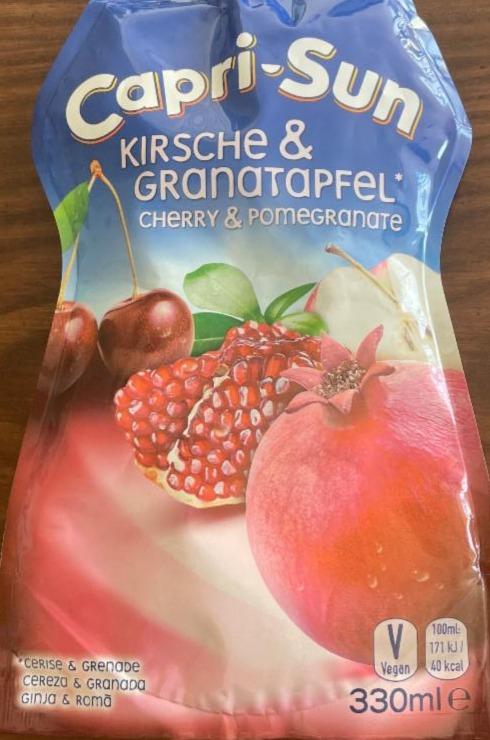 Capri-Sun
KIRSCHE &
GRANATAPFEL*
CHERRY & POMEGRANATE
*CERISE & GRENADE
CEREZA & GRANADA
GINJA & ROMÃ
V
Vegan
100ml:
171 kJ /
40 kcal
330ml e